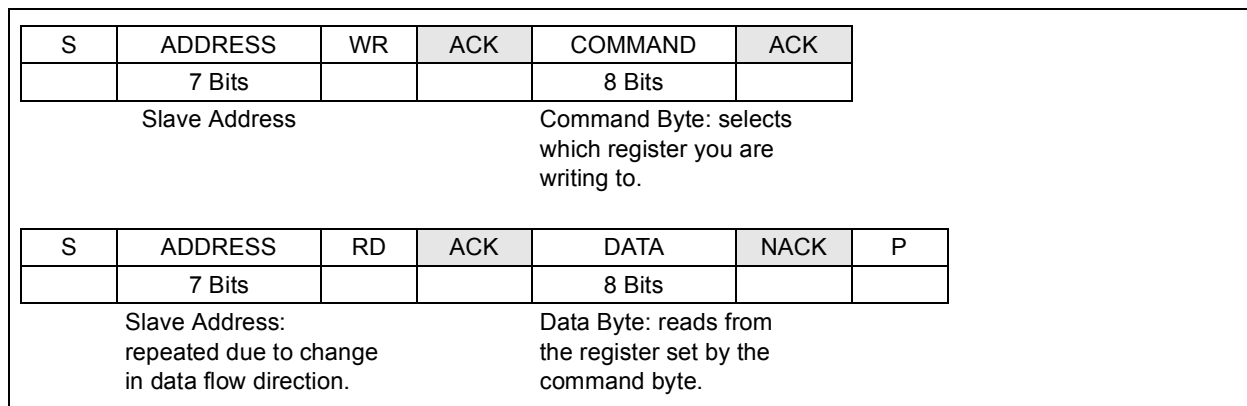 S ADDRESS WR ACK COMMAND ACK
7 Bits 8 Bits
Slave Address
Command Byte: selects
which register you are
writing to.
S ADDRESS RD ACK DATA NACK P
7 Bits 8 Bits
Slave Address:
repeated due to change
in data flow direction.
Data Byte: reads from
the register set by the
command byte.